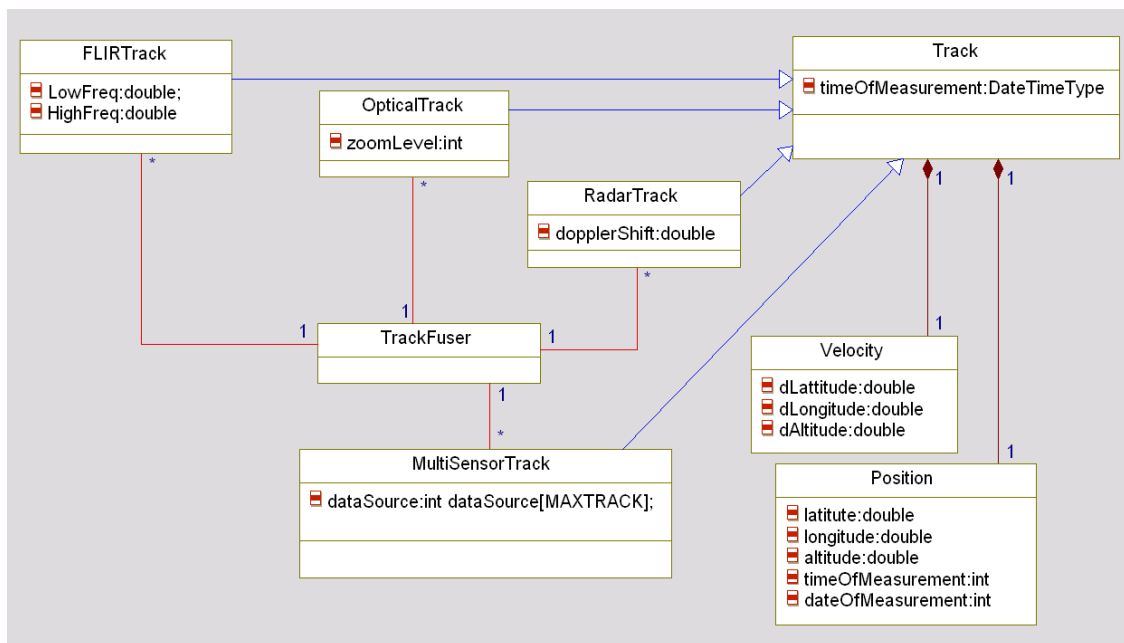 FLIRTrack
LowFreq:double;
HighFreq:double
*
OpticalTrack
zoomLevel:int
*
RadarTrack
dopplerShift:double
*
Track
timeOfMeasurement:DateTimeType
1
1
1
1
1
TrackFuser
1
*
MultiSensorTrack
dataSource:int dataSource[MAXTRACK];
1
Velocity
dLattitude:double
dLongitude:double
dAltitude:double
1
Position
latitute:double
longitude:double
altitude:double
timeOfMeasurement:int
dateOfMeasurement:int